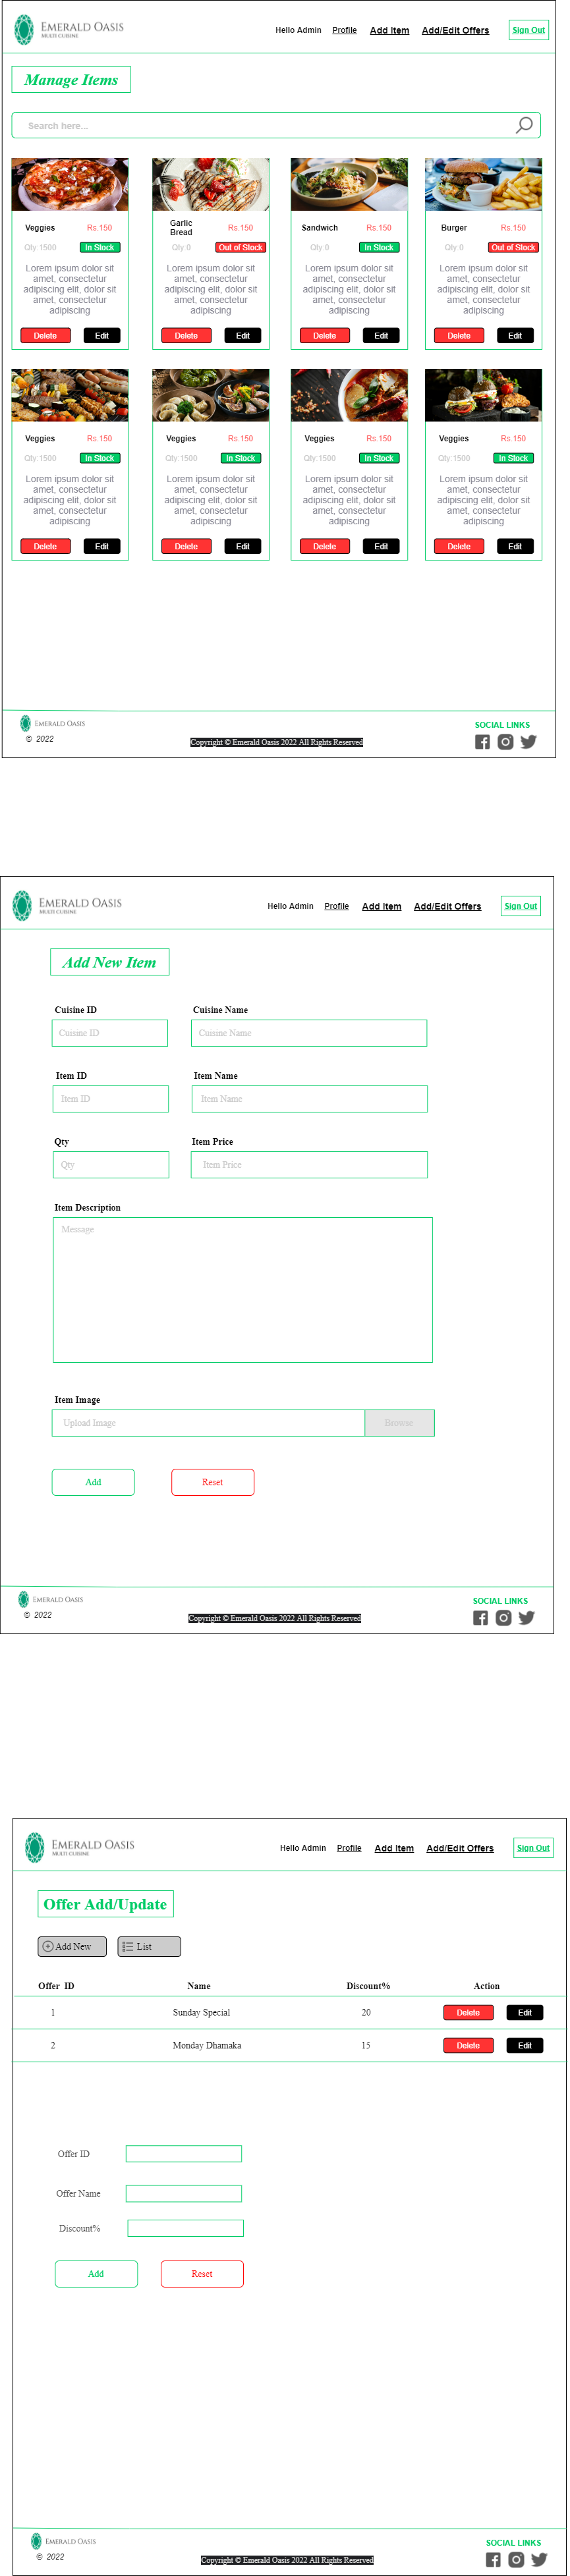 EMERALD OASIS
MULTI CUISINE
Hello Admin Profile Add Item Add/Edit Offers Sign Out
Manage Items
Search here...
Veggies Rs.150
Qty:1500 In Stock
Lorem ipsum dolor sit
amet, consectetur
adipiscing elit, dolor sit
amet, consectetur
adipiscing
Delete Edit
Garlic
Bread Rs.150
Qty:0 Out of Stock
Lorem ipsum dolor sit
amet, consectetur
adipiscing elit, dolor sit
amet, consectetur
adipiscing
Delete Edit
Sandwich Rs.150
Qty:0 In Stock
Lorem ipsum dolor sit
amet, consectetur
adipiscing elit, dolor sit
amet, consectetur
adipiscing
Delete Edit
Burger Rs.150
Qty:0 Out of Stock
Lorem ipsum dolor sit
amet, consectetur
adipiscing elit, dolor sit
amet, consectetur
adipiscing
Delete Edit
Veggies Rs.150
Qty:1500 In Stock
Lorem ipsum dolor sit
amet, consectetur
adipiscing elit, dolor sit
amet, consectetur
adipiscing
Delete Edit
Veggies Rs.150
Qty:1500 In Stock
Lorem ipsum dolor sit
amet, consectetur
adipiscing elit, dolor sit
amet, consectetur
adipiscing
Delete Edit
Veggies Rs.150
Qty:1500 In Stock
Lorem ipsum dolor sit
amet, consectetur
adipiscing elit, dolor sit
amet, consectetur
adipiscing
Delete Edit
Veggies Rs.150
Qty:1500 In Stock
Lorem ipsum dolor sit
amet, consectetur
adipiscing elit, dolor sit
amet, consectetur
adipiscing
Delete Edit
EMERALD OASIS
© 2022
Copyright © Emerald Oasis 2022 All Rights Reserved
SOCIAL LINKS
EMERALD OASIS
MULTI CUISINE
Hello Admin Profile Add Item Add/Edit Offers Sign Out
Add New Item
Cuisine ID Cuisine Name
Cuisine ID Cuisine Name
Item ID Item Name
Item ID Item Name
Qty Item Price
Qty Item Price
Item Description
Message
Item Image
Upload Image Browse
Add Reset
EMERALD OASIS
© 2022
Copyright © Emerald Oasis 2022 All Rights Reserved
SOCIAL LINKS
EMERALD OASIS
MULTI CUISINE
Hello Admin Profile Add Item Add/Edit Offers Sign Out
Offer Add/Update
Add New List
Offer ID Name Discount% Action
1 Sunday Special 20 Delete Edit
2 Monday Dhamaka 15 Delete Edit
Offer ID
Offer Name
Discount%
Add Reset
EMERALD OASIS
© 2022
Copyright © Emerald Oasis 2022 All Rights Reserved
SOCIAL LINKS